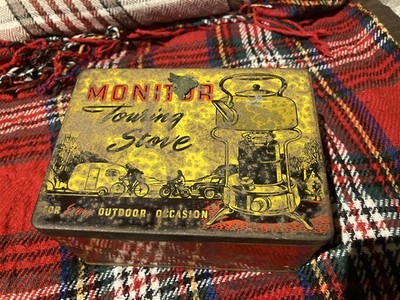 MONITOR
Touring
Stove
FOR Every OUTDOOR OCCASION